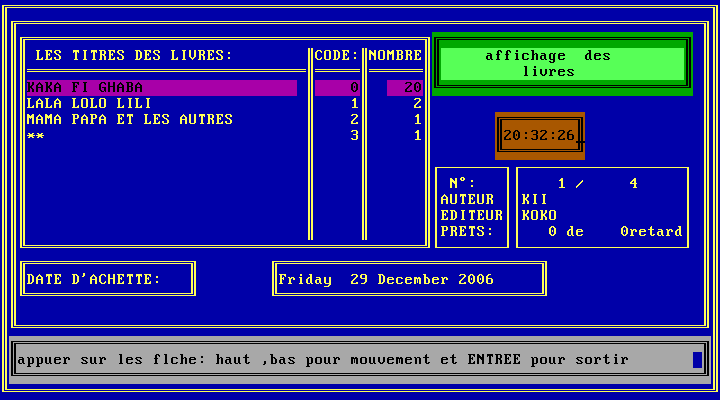 LES TITRES DES LIVRES: CODE: NOMBRE
KAKA FI GHABA 0 20
LALA LOLO LILI 1 2
MAMA PAPA ET LES AUTRES 2 1
** 3 1
affichage des
livres
20:32:26
N°: 1 / 4
AUTEUR KII
EDITEUR KOKO
PRETS: 0 de 0retard
DATE D'ACHETTE: Friday 29 December 2006
appuer sur les flche: haut ,bas pour mouvement et ENTREE pour sortir